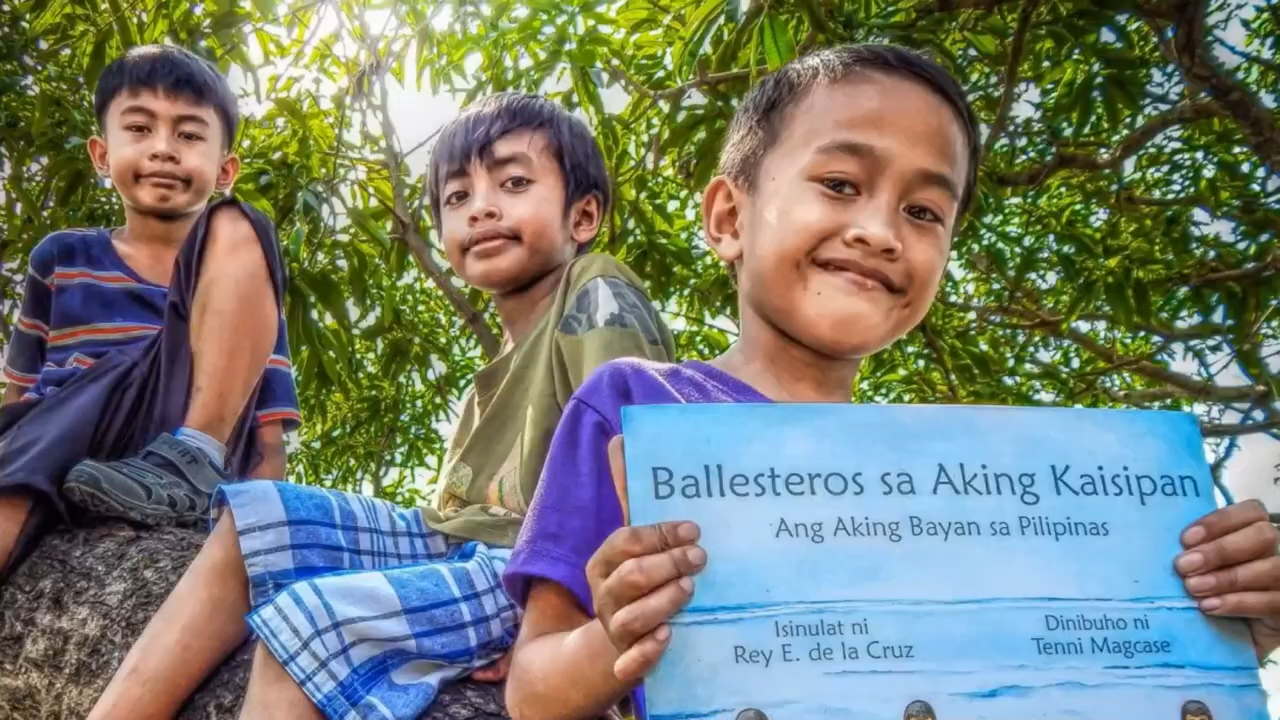 Ballesteros sa Aking Kaisipan
Ang Aking Bayan sa Pilipinas
Isinulat ni
Rey E. de la Cruz
Dinibuho ni
Tenni Magcase